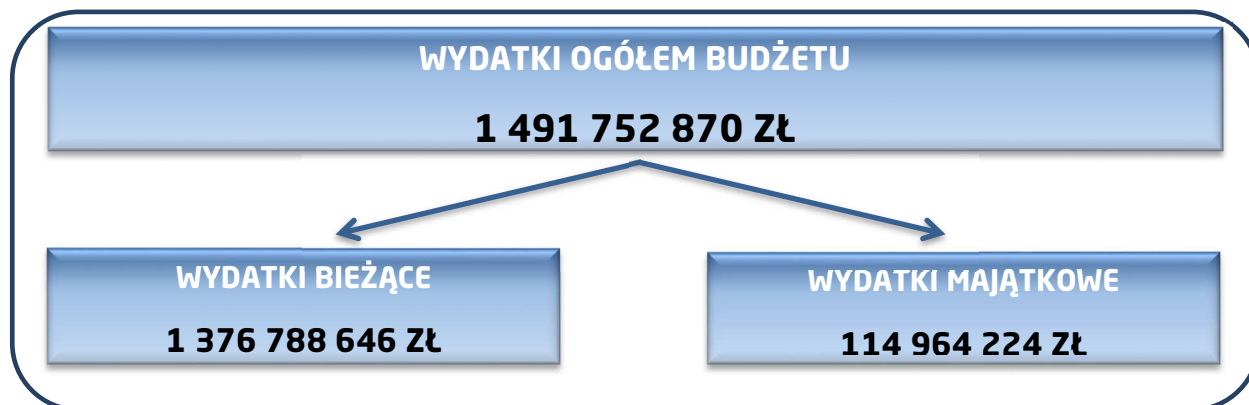 WYDATKI OGÓŁEM BUDŻETU
1 491 752 870 ZŁ
WYDATKI BIEŻĄCE
1 376 788 646 ZŁ
WYDATKI MAJĄTKOWE
114 964 224 ZŁ